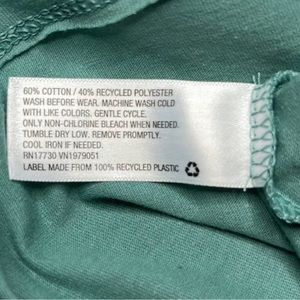 60% COTTON / 40% RECYCLED POLYESTER
WASH BEFORE WEAR. MACHINE WASH COLD
WITH LIKE COLORS. GENTLE CYCLE.
ONLY NON-CHLORINE BLEACH WHEN NEEDED.
TUMBLE DRY LOW. REMOVE PROMPTLY.
COOL IRON IF NEEDED.
RN17730 VN1979051
LABEL MADE FROM 100% RECYCLED PLASTIC